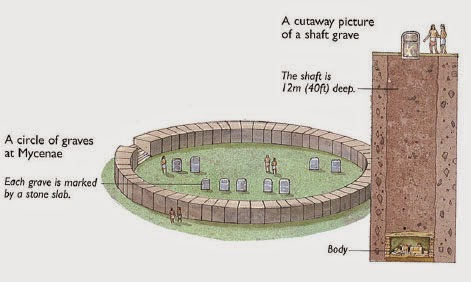 A cutaway picture
of a shaft grave
The shaft is
12m (40ft) deep.
A circle of graves
at Mycenae
Each grave is marked
by a stone slab.
Body